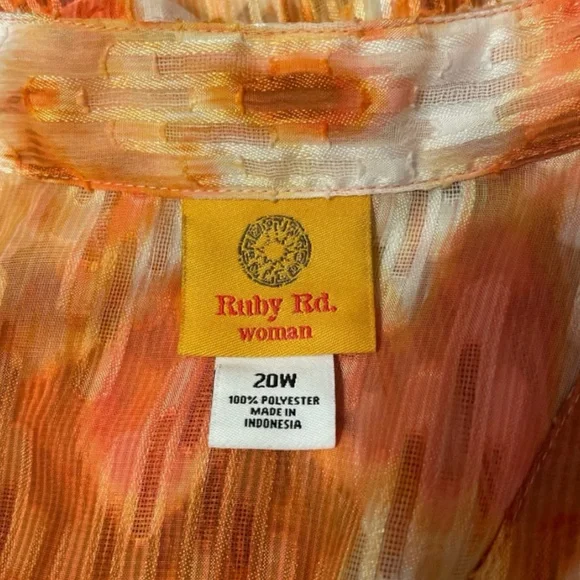 Ruby Rd.
woman
20W
100% POLYESTER
MADE IN
INDONESIA